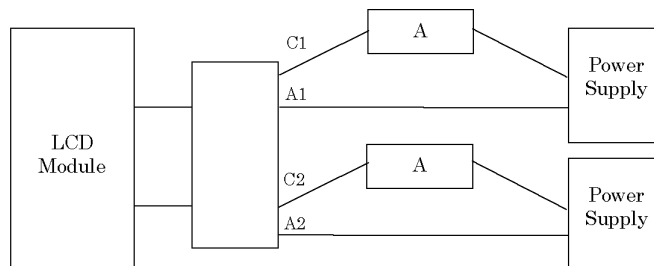 C1
A
A1
Power
Supply
LCD
Module
C2
A
A2
Power
Supply